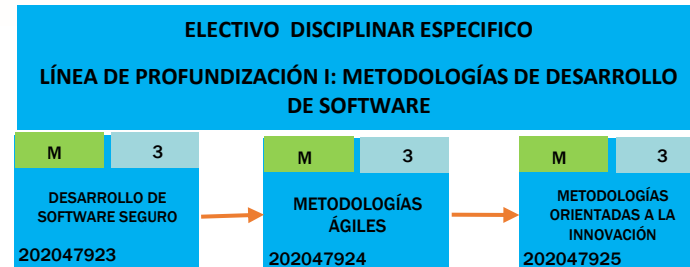 ELECTIVO DISCIPLINAR ESPECIFICO
LÍNEA DE PROFUNDIZACIÓN I: METODOLOGÍAS DE DESARROLLO
DE SOFTWARE
M 3
DESARROLLO DE
SOFTWARE SEGURO
202047923
M 3
METODOLOGÍAS
ÁGILES
202047924
M 3
METODOLOGÍAS
ORIENTADAS A LA
INNOVACIÓN
202047925